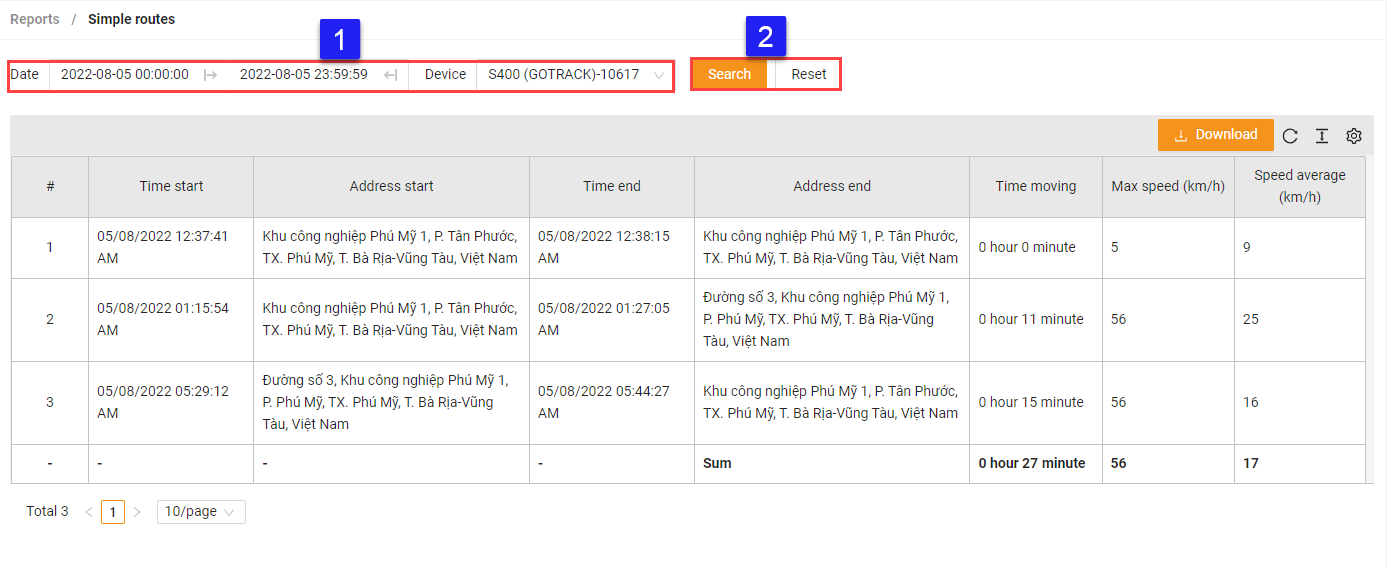 Reports / Simple routes
1
2
Date 2022-08-05 00:00:00 2022-08-05 23:59:59 Device S400 (GOTRACK)-10617 Search Reset
Download
# Time start Address start Time end Address end Time moving Max speed (km/h) Speed average
(km/h)
1
05/08/2022 12:37:41
AM
Khu công nghiệp Phú Mỹ 1, P. Tân Phước,
TX. Phú Mỹ, T. Bà Rịa-Vũng Tàu, Việt Nam
05/08/2022 12:38:15
AM
Khu công nghiệp Phú Mỹ 1, P. Tân Phước,
TX. Phú Mỹ, T. Bà Rịa-Vũng Tàu, Việt Nam
0 hour 0 minute
5
9
2
05/08/2022 01:15:54
AM
Khu công nghiệp Phú Mỹ 1, P. Tân Phước,
TX. Phú Mỹ, T. Bà Rịa-Vũng Tàu, Việt Nam
05/08/2022 01:27:05
AM
Đường số 3, Khu công nghiệp Phú Mỹ 1,
P. Phú Mỹ, TX. Phú Mỹ, T. Bà Rịa-Vũng
Tàu, Việt Nam
0 hour 11 minute
56
25
3
05/08/2022 05:29:12
AM
Đường số 3, Khu công nghiệp Phú Mỹ 1,
P. Phú Mỹ, TX. Phú Mỹ, T. Bà Rịa-Vũng
Tàu, Việt Nam
05/08/2022 05:44:27
AM
Khu công nghiệp Phú Mỹ 1, P. Tân Phước,
TX. Phú Mỹ, T. Bà Rịa-Vũng Tàu, Việt Nam
0 hour 15 minute
56
16
- - - - Sum 0 hour 27 minute 56 17
Total 3 < 1 > 10/page